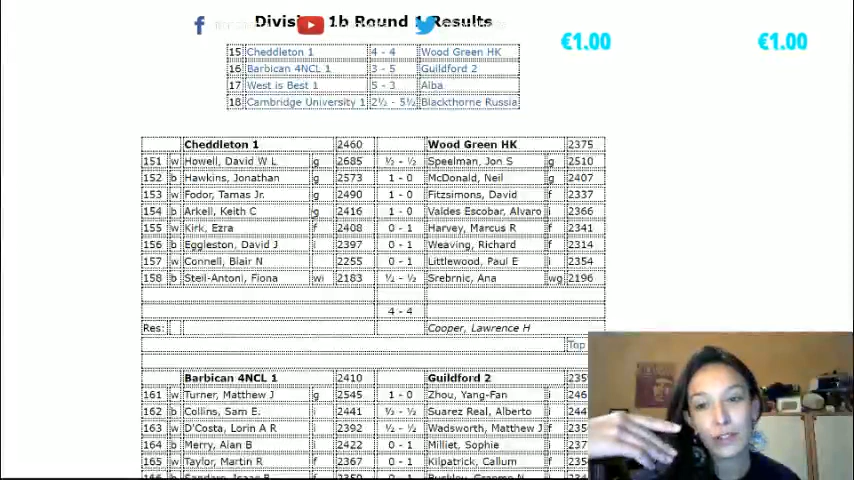 Division 1b Round 1 Results
€1.00 €1.00
15 Cheddleton 1 4 - 4 Wood Green HK
16 Barbican 4NCL 1 3 - 5 Guildford 2
17 West is Best 1 5 - 3 Alba
18 Cambridge University 1 2½ - 5½ Blackthorne Russia
Cheddleton 1 2460 Wood Green HK 2375
151 w Howell, David W L g 2685 ½ - ½ Speelman, Jon S g 2510
152 b Hawkins, Jonathan g 2573 1 - 0 McDonald, Neil g 2407
153 w Fodor, Tamas Jr. g 2490 1 - 0 Fitzsimons, David f 2337
154 b Arkell, Keith C g 2416 1 - 0 Valdes Escobar, Alvaro i 2366
155 w Kirk, Ezra f 2408 0 - 1 Harvey, Marcus R f 2341
156 b Eggleston, David J i 2397 0 - 1 Weaving, Richard f 2314
157 w Connell, Blair N 2255 0 - 1 Littlewood, Paul E i 2354
158 b Steil-Antoni, Fiona wi 2183 ½ - ½ Srebrnic, Ana wg 2196
4 - 4
Res: Cooper, Lawrence H
Top
Barbican 4NCL 1 2410 Guildford 2 235
161 w Turner, Matthew J g 2545 1 - 0 Zhou, Yang-Fan i 246
162 b Collins, Sam E. i 2441 ½ - ½ Suarez Real, Alberto i 244
163 w D'Costa, Lorin A R i 2392 ½ - ½ Wadsworth, Matthew J f 235
164 b Merry, Alan B i 2422 0 - 1 Milliet, Sophie i 237
165 w Taylor, Martin R f 2367 0 - 1 Kilpatrick, Callum f 235